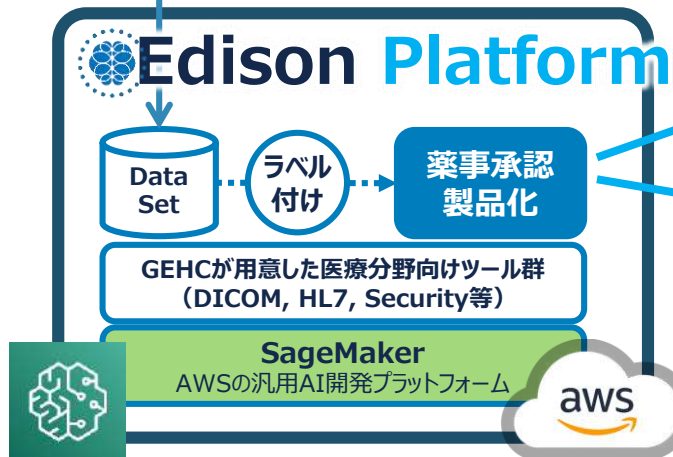 Edison Platform
Data
Set
ラベル
付け
薬事承認
製品化
GEHCが用意した医療分野向けツール群
（DICOM, HL7, Security等）
SageMaker
AWSの汎用AI開発プラットフォーム
aws